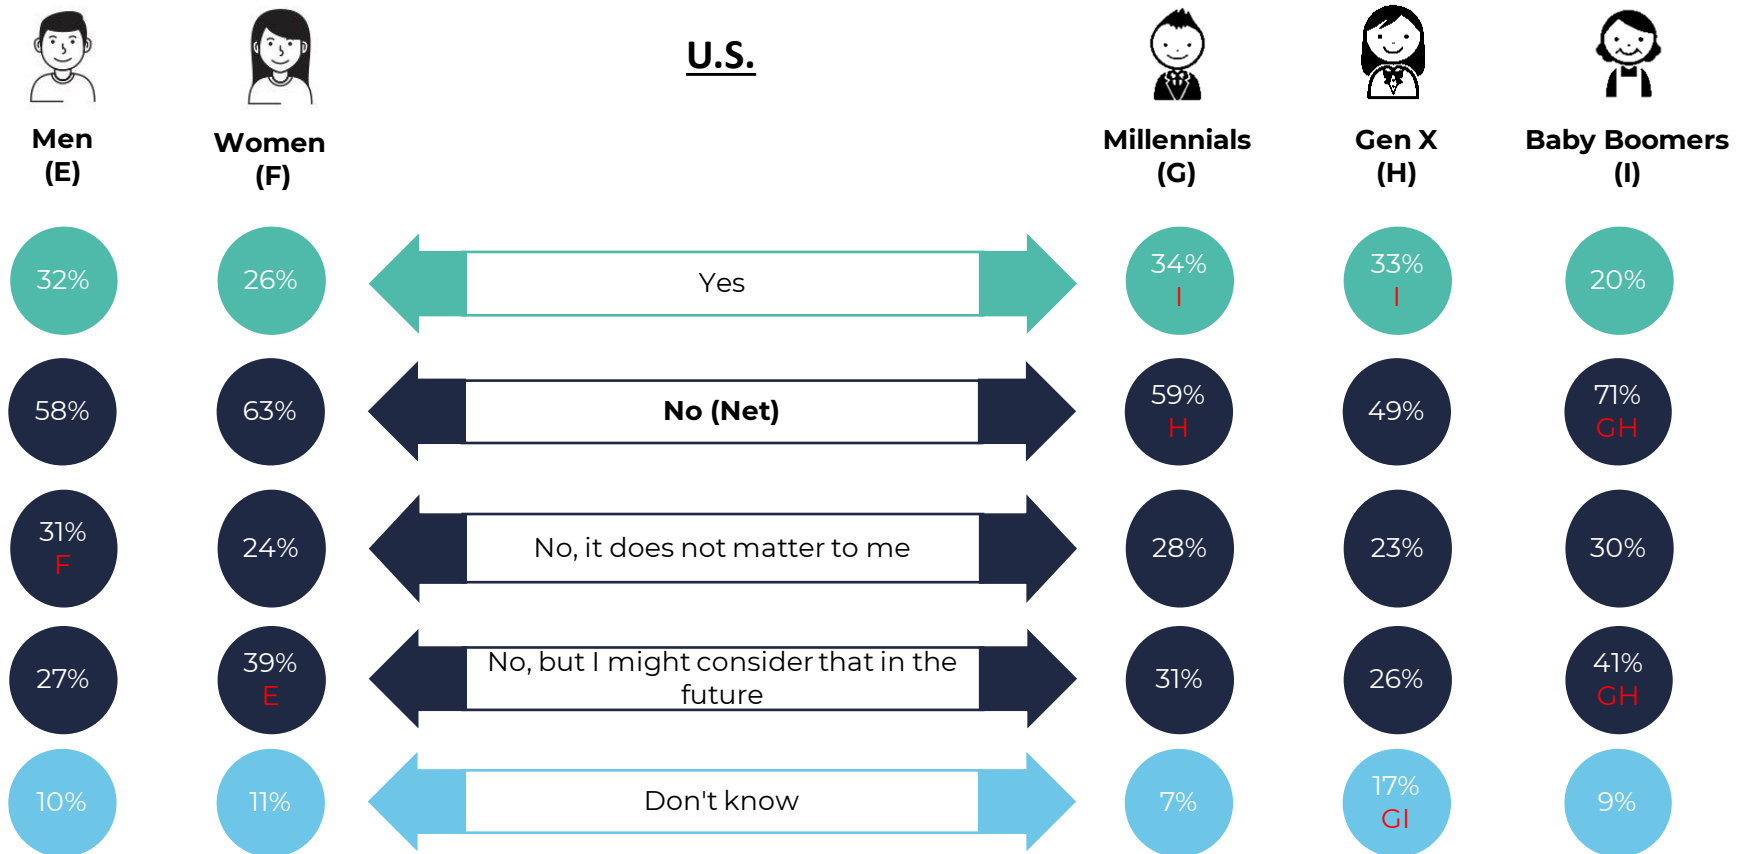 U.S.
Men
(E)
Women
(F)
Millennials
(G)
Gen X
(H)
Baby Boomers
(I)
32%
26%
Yes
34%
I
33%
I
20%
58%
63%
No (Net)
59%
H
49%
71%
GH
31%
F
24%
No, it does not matter to me
28%
23%
30%
27%
39%
E
No, but I might consider that in the
future
31%
26%
41%
GH
10%
11%
Don't know
7%
17%
GI
9%